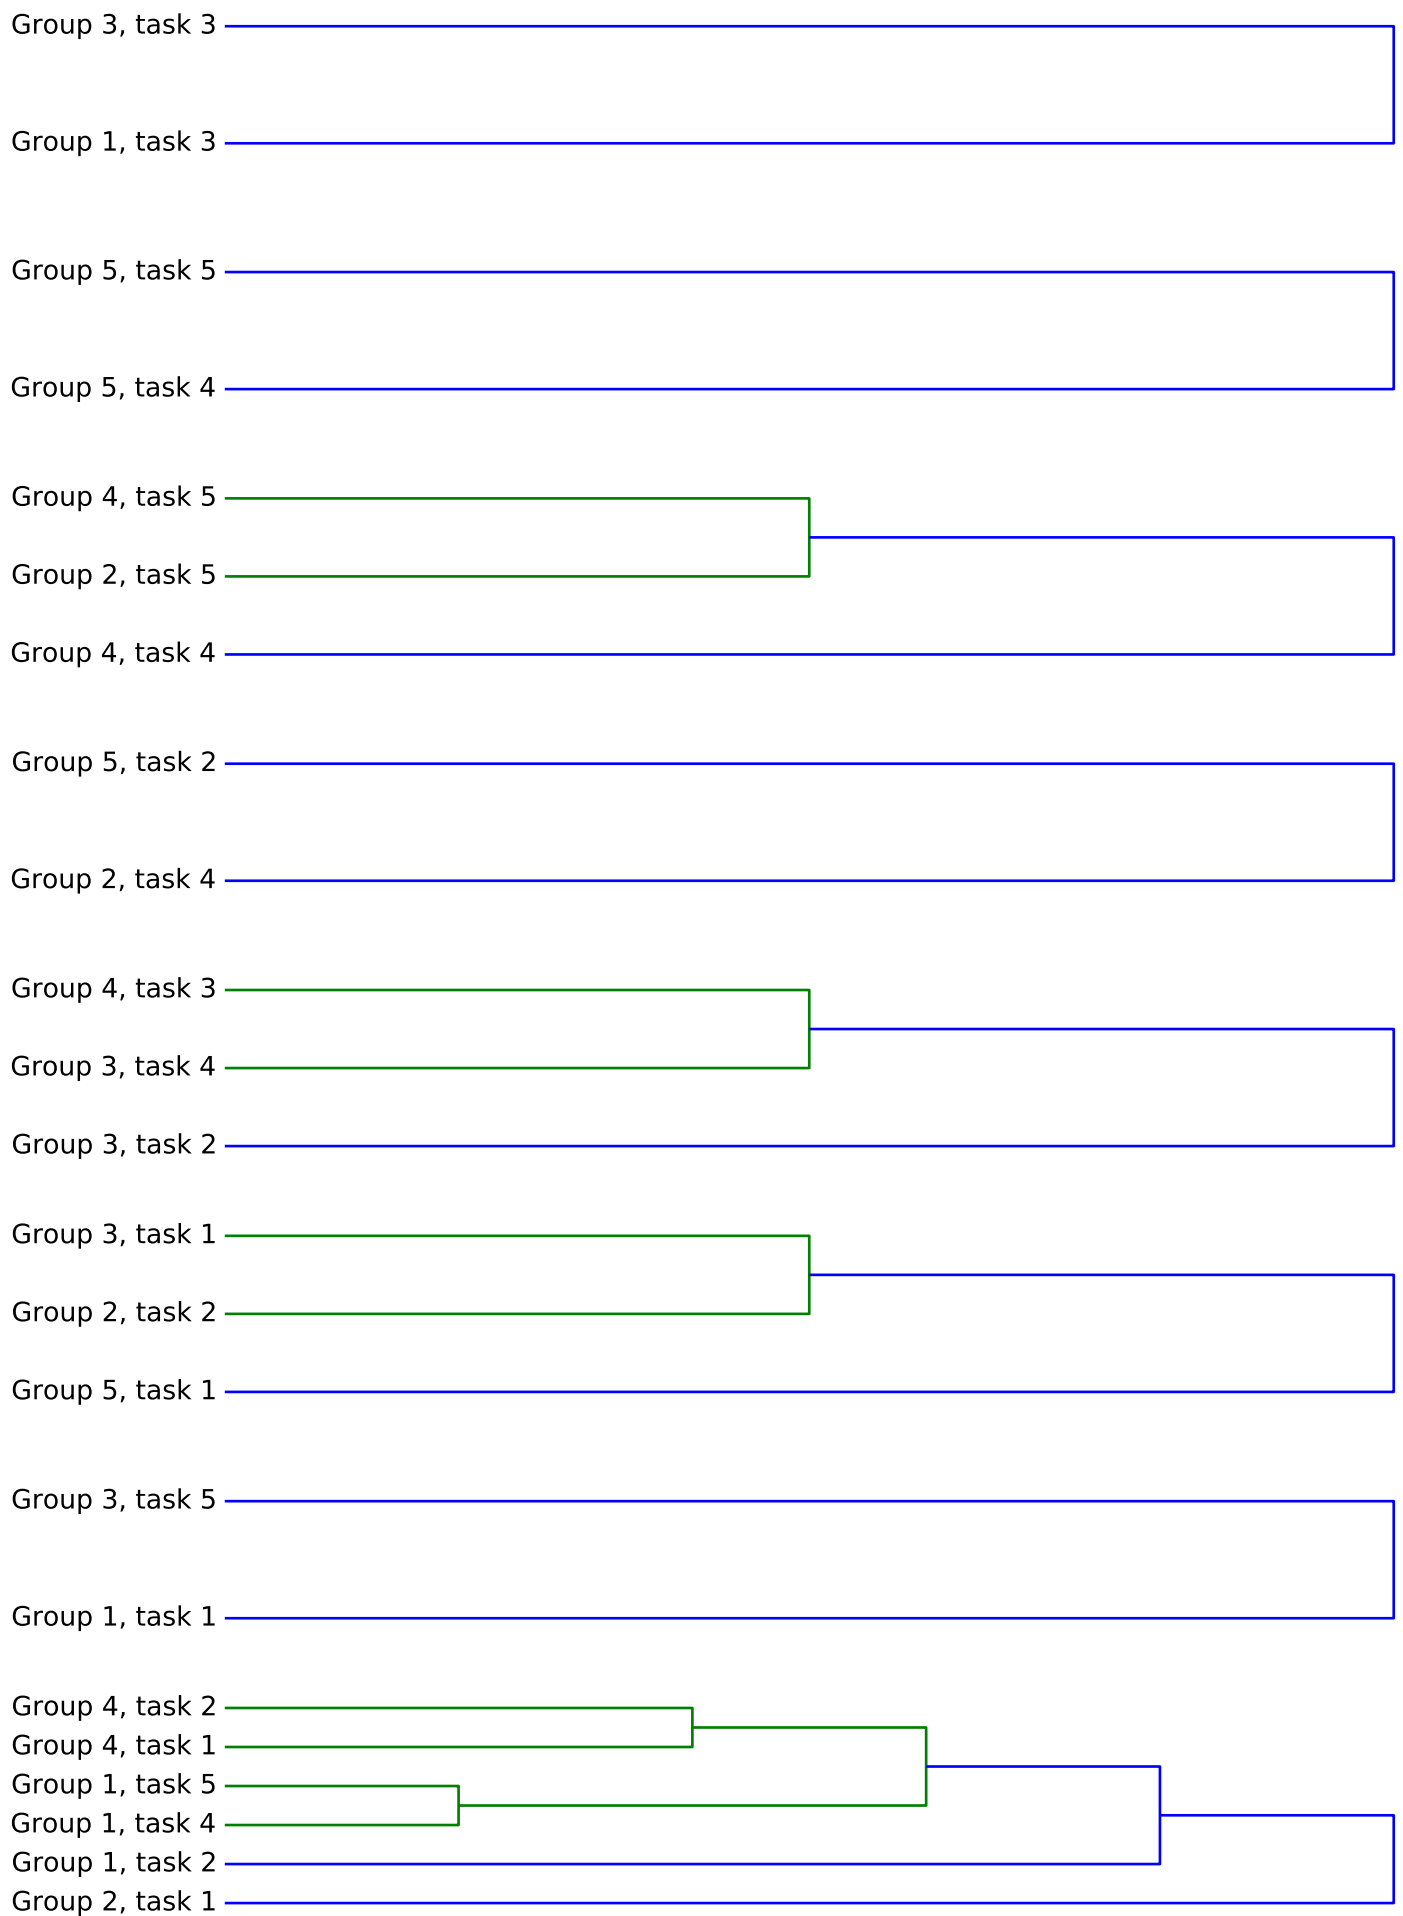 Group 3, task 3
Group 1, task 3
Group 5, task 5
Group 5, task 4
Group 4, task 5
Group 2, task 5
Group 4, task 4
Group 5, task 2
Group 2, task 4
Group 4, task 3
Group 3, task 4
Group 3, task 2
Group 3, task 1
Group 2, task 2
Group 5, task 1
Group 3, task 5
Group 1, task 1
Group 4, task 2
Group 4, task 1
Group 1, task 5
Group 1, task 4
Group 1, task 2
Group 2, task 1